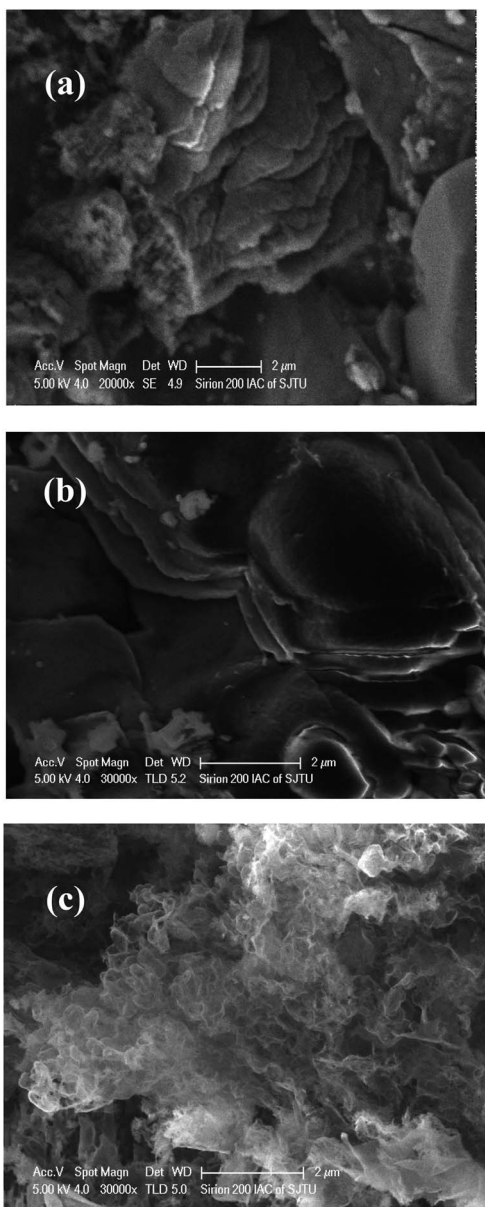 (a)
Acc.V Spot Magn Det WD 2 μm
5.00 kV 4.0 20000x SE 4.9 Sirion 200 IAC of SJTU
(b)
Acc.V Spot Magn Det WD 2 μm
5.00 kV 4.0 30000x TLD 5.2 Sirion 200 IAC of SJTU
(c)
Acc.V Spot Magn Det WD 2 μm
5.00 kV 4.0 30000x TLD 5.0 Sirion 200 IAC of SJTU